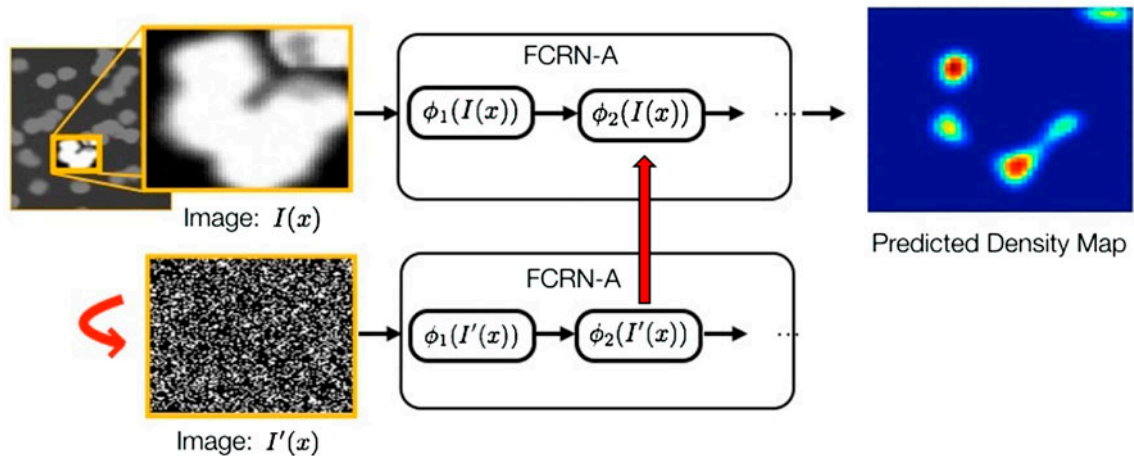 FCRN-A
ϕ₁(I(x))
ϕ₂(I(x))
...
Image: I(x)
Predicted Density Map
FCRN-A
ϕ₁(I′(x))
ϕ₂(I′(x))
...
Image: I′(x)